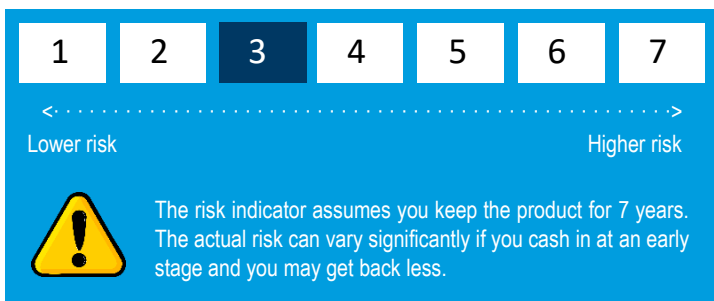 1 2 3 4 5 6 7
Lower risk Higher risk
The risk indicator assumes you keep the product for 7 years.
The actual risk can vary significantly if you cash in at an early
stage and you may get back less.